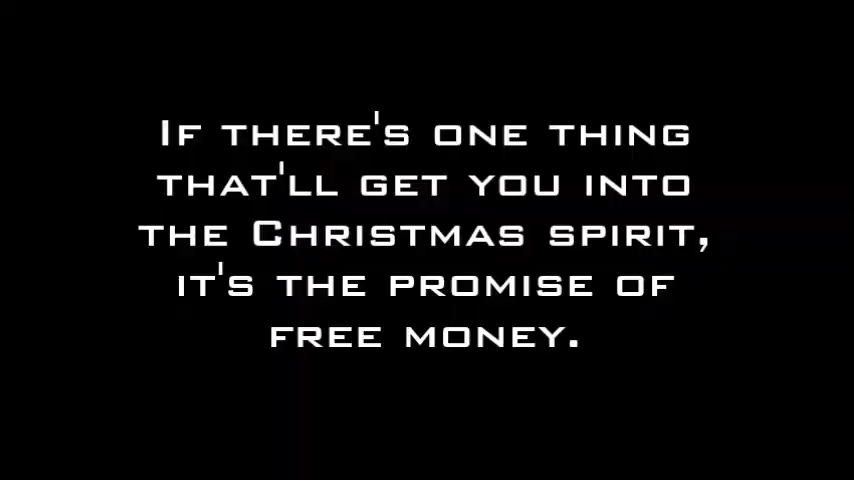 If there's one thing
that'll get you into
the Christmas spirit,
it's the promise of
free money.